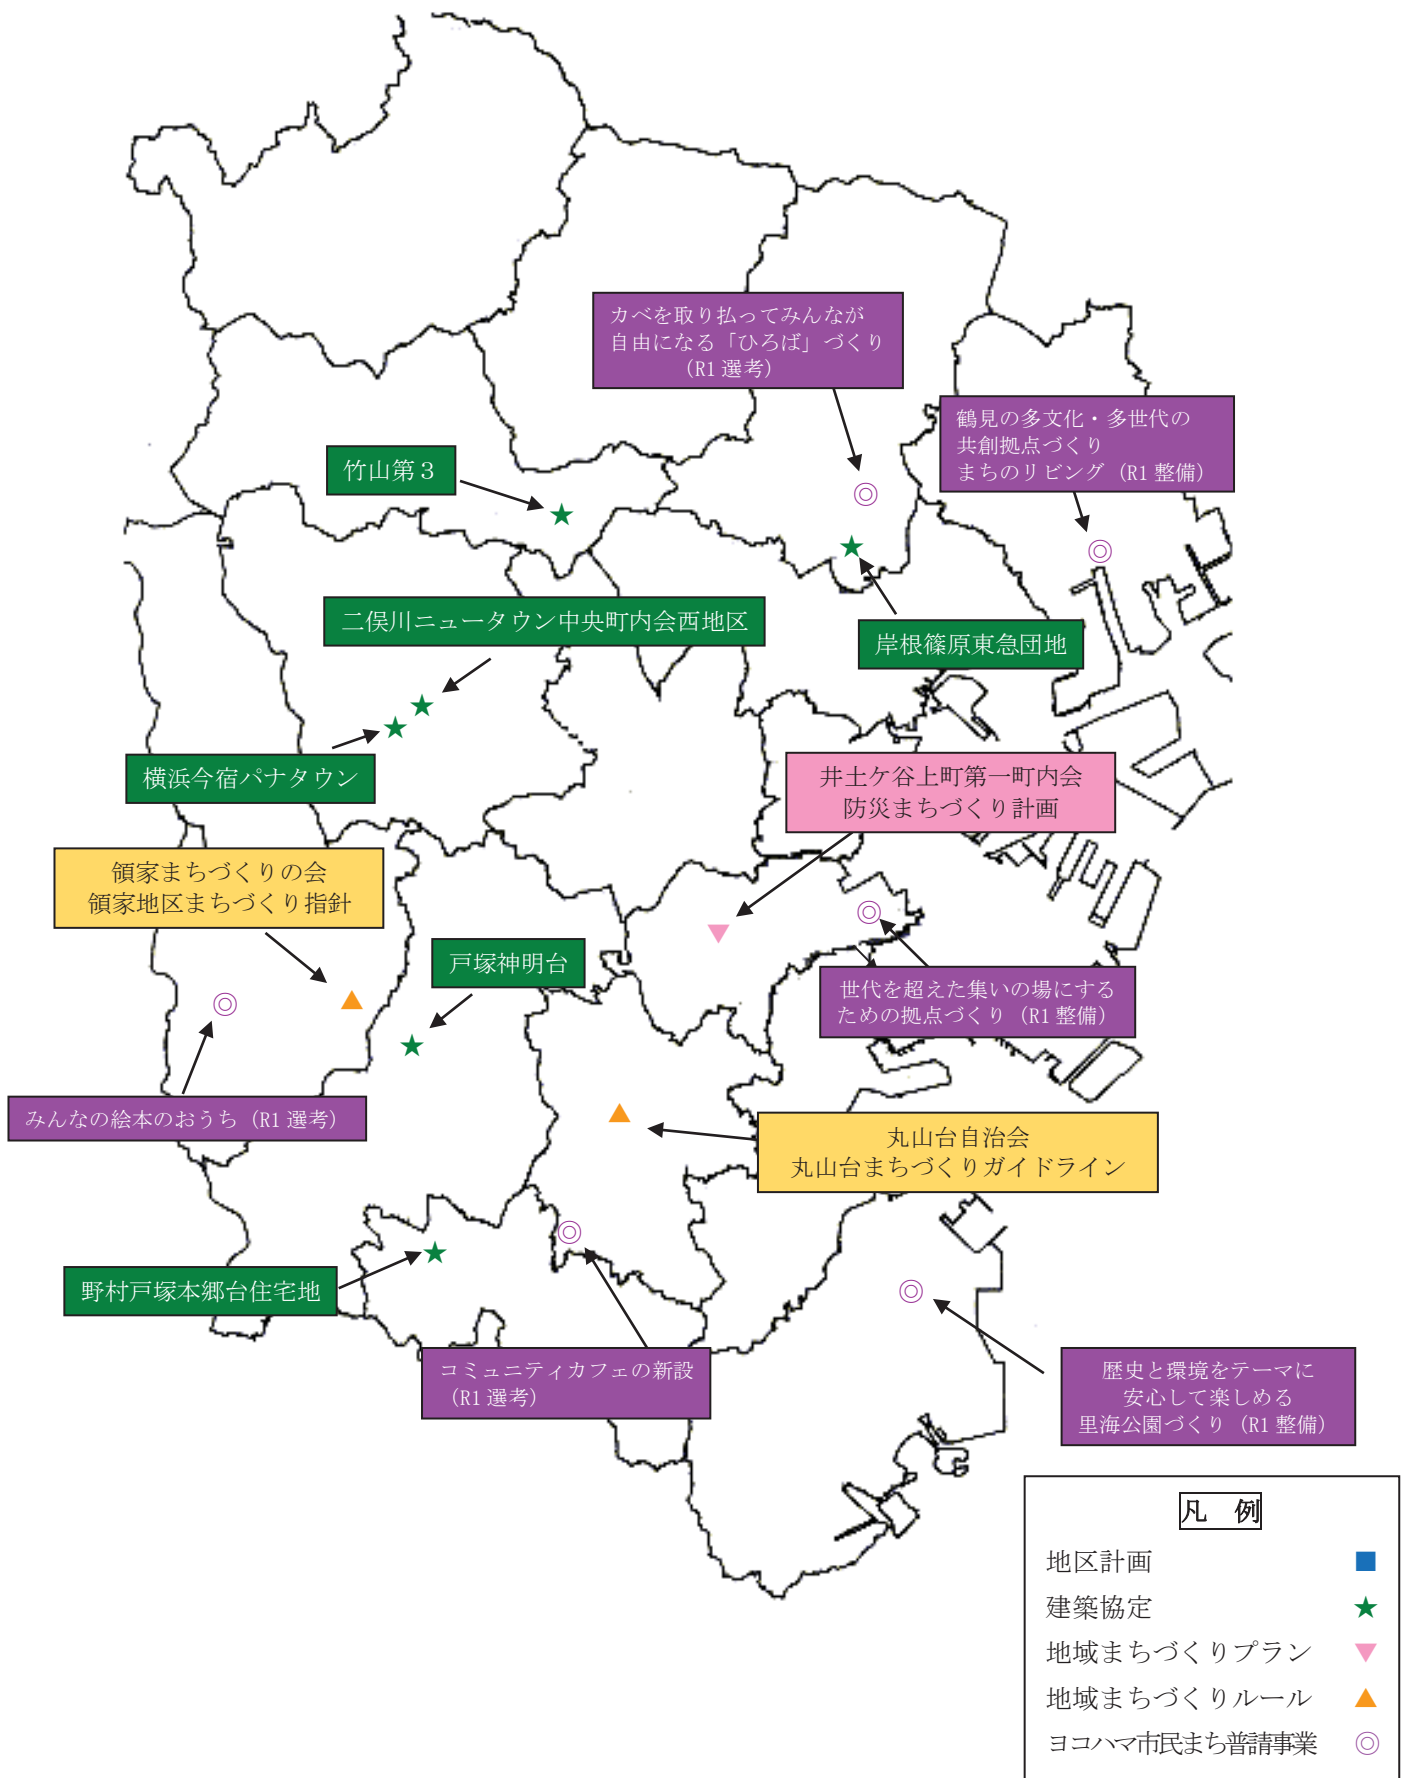 カベを取り払ってみんなが
自由になる「ひろば」づくり
（R1 選考）
鶴見の多文化・多世代の
共創拠点づくり
まちのリビング（R1 整備）
竹山第３
二俣川ニュータウン中央町内会西地区
岸根篠原東急団地
横浜今宿パナタウン
井土ケ谷上町第一町内会
防災まちづくり計画
領家まちづくりの会
領家地区まちづくり指針
戸塚神明台
世代を超えた集いの場にする
ための拠点づくり（R1 整備）
みんなの絵本のおうち（R1 選考）
丸山台自治会
丸山台まちづくりガイドライン
野村戸塚本郷台住宅地
コミュニティカフェの新設
（R1 選考）
歴史と環境をテーマに
安心して楽しめる
里海公園づくり（R1 整備）
凡　例
地区計画
建築協定
地域まちづくりプラン
地域まちづくりルール
ヨコハマ市民まち普請事業